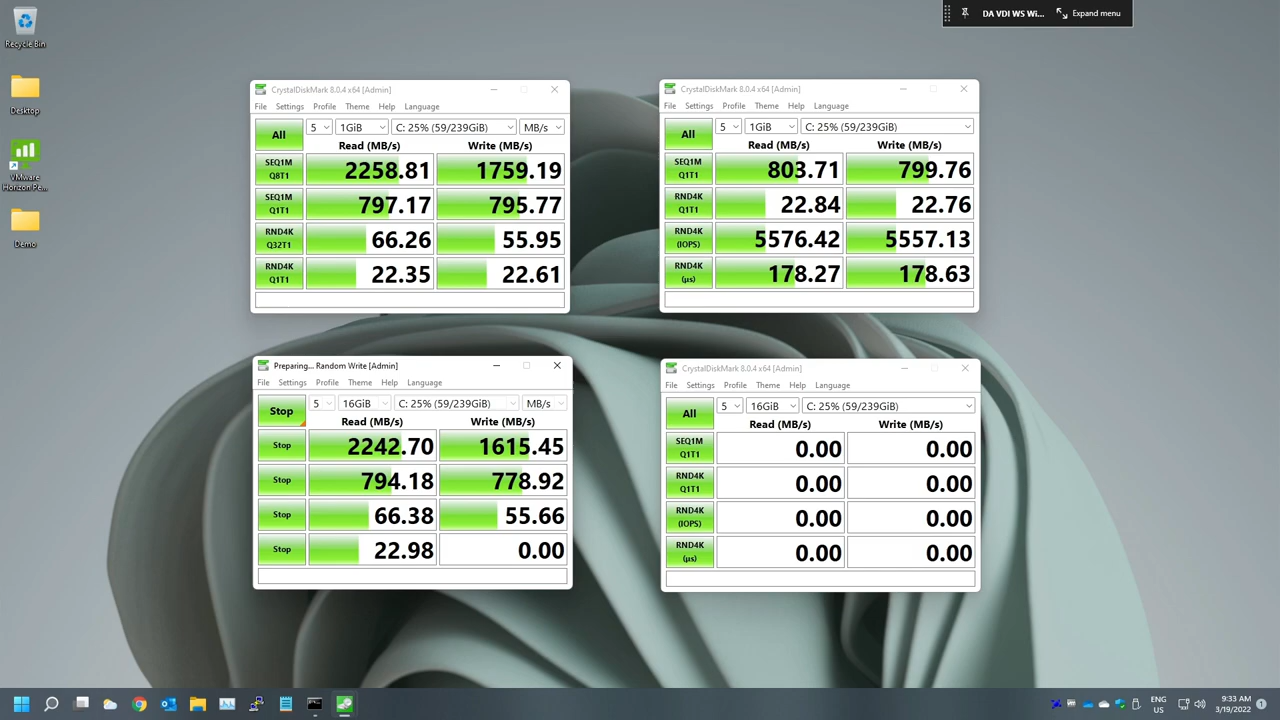 Recycle Bin
Desktop
VMware
Horizon Pe...
Demo
DA VDI WS Wi...
Expand menu
CrystalDiskMark 8.0.4 x64 [Admin]
File Settings Profile Theme Help Language
All 5 1GiB C: 25% (59/239GiB) MB/s
Read (MB/s) Write (MB/s)
SEQ1M
Q8T1
2258.81 1759.19
SEQ1M
Q1T1
797.17 795.77
RND4K
Q32T1
66.26 55.95
RND4K
Q1T1
22.35 22.61
CrystalDiskMark 8.0.4 x64 [Admin]
File Settings Profile Theme Help Language
All 5 1GiB C: 25% (59/239GiB)
Read (MB/s) Write (MB/s)
SEQ1M
Q1T1
803.71 799.76
RND4K
Q1T1
22.84 22.76
RND4K
(IOPS)
5576.42 5557.13
RND4K
(μs)
178.27 178.63
Preparing... Random Write [Admin]
File Settings Profile Theme Help Language
Stop 5 16GiB C: 25% (59/239GiB) MB/s
Read (MB/s) Write (MB/s)
Stop 2242.70 1615.45
Stop 794.18 778.92
Stop 66.38 55.66
Stop 22.98 0.00
CrystalDiskMark 8.0.4 x64 [Admin]
File Settings Profile Theme Help Language
All 5 16GiB C: 25% (59/239GiB)
Read (MB/s) Write (MB/s)
SEQ1M
Q1T1
0.00 0.00
RND4K
Q1T1
0.00 0.00
RND4K
(IOPS)
0.00 0.00
RND4K
(μs)
0.00 0.00
ENG
US
9:33 AM
3/19/2022
1